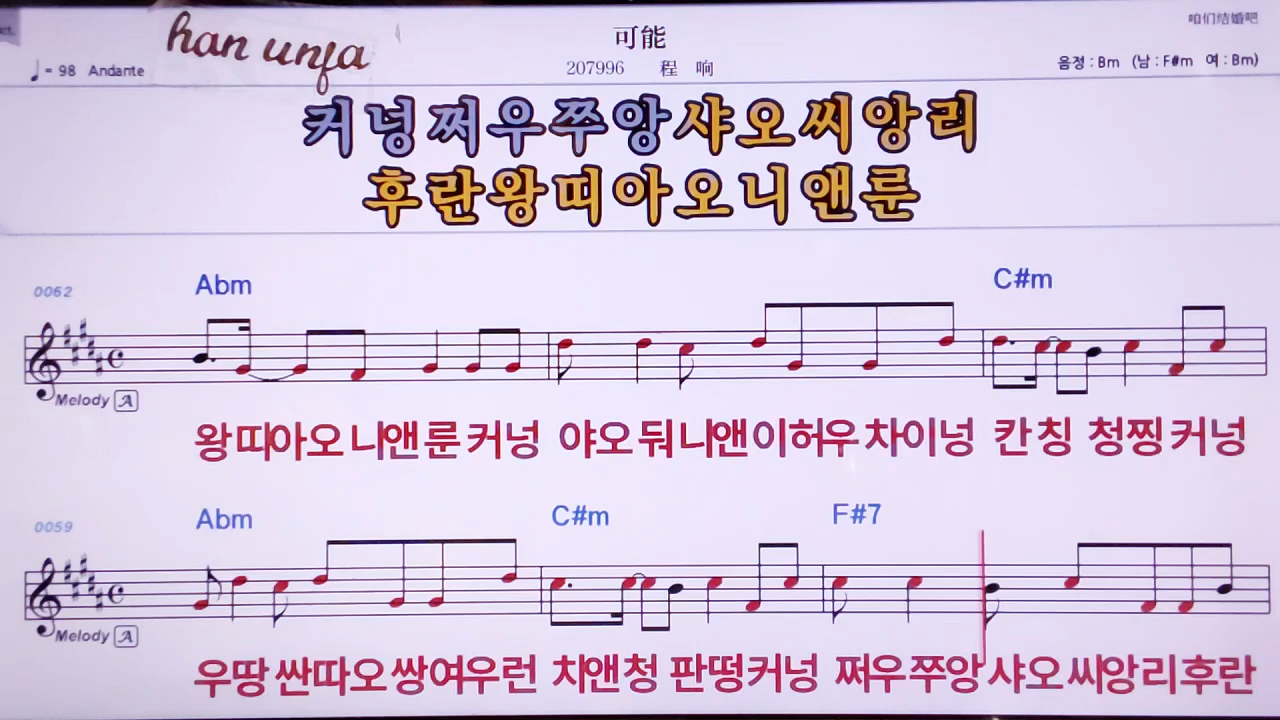 han unfa
可能
咱们结婚吧
♩= 98 Andante
207996 程 响
음정 : Bm (남 : F#m 여 : Bm)
커넝쩌우쭈앙샤오씨앙리
후란왕띠아오니앤룬
0062 Abm C#m
Melody A
왕띠아오 니앤룬 커넝 야오 둬니앤이허우 차이넝 칸칭 청찡커넝
0059 Abm C#m F#7
Melody A
우땅 싼따오 쌍여우런 치앤청 판떵커넝 쩌우쭈앙 샤오 씨앙리후란